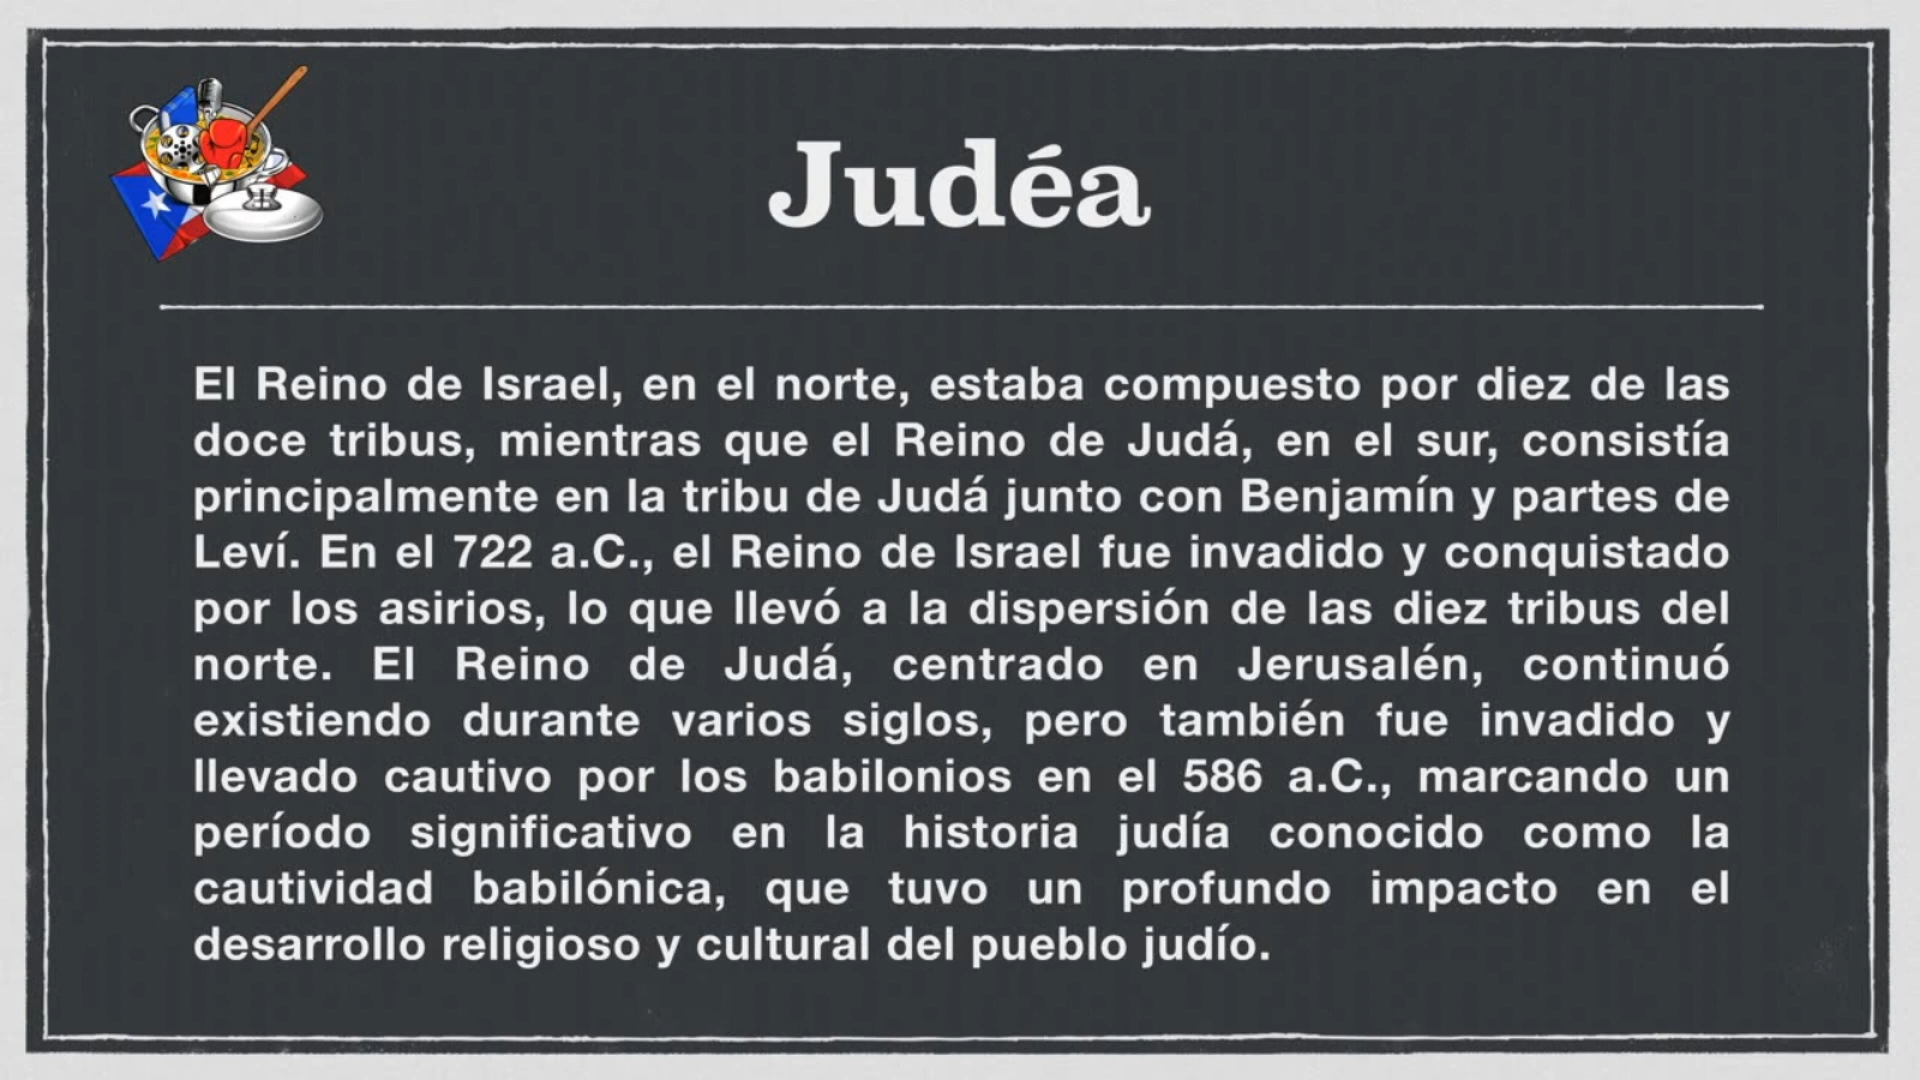 Judéa
El Reino de Israel, en el norte, estaba compuesto por diez de las
doce tribus, mientras que el Reino de Judá, en el sur, consistía
principalmente en la tribu de Judá junto con Benjamín y partes de
Leví. En el 722 a.C., el Reino de Israel fue invadido y conquistado
por los asirios, lo que llevó a la dispersión de las diez tribus del
norte. El Reino de Judá, centrado en Jerusalén, continuó
existiendo durante varios siglos, pero también fue invadido y
llevado cautivo por los babilonios en el 586 a.C., marcando un
período significativo en la historia judía conocido como la
cautividad babilónica, que tuvo un profundo impacto en el
desarrollo religioso y cultural del pueblo judío.